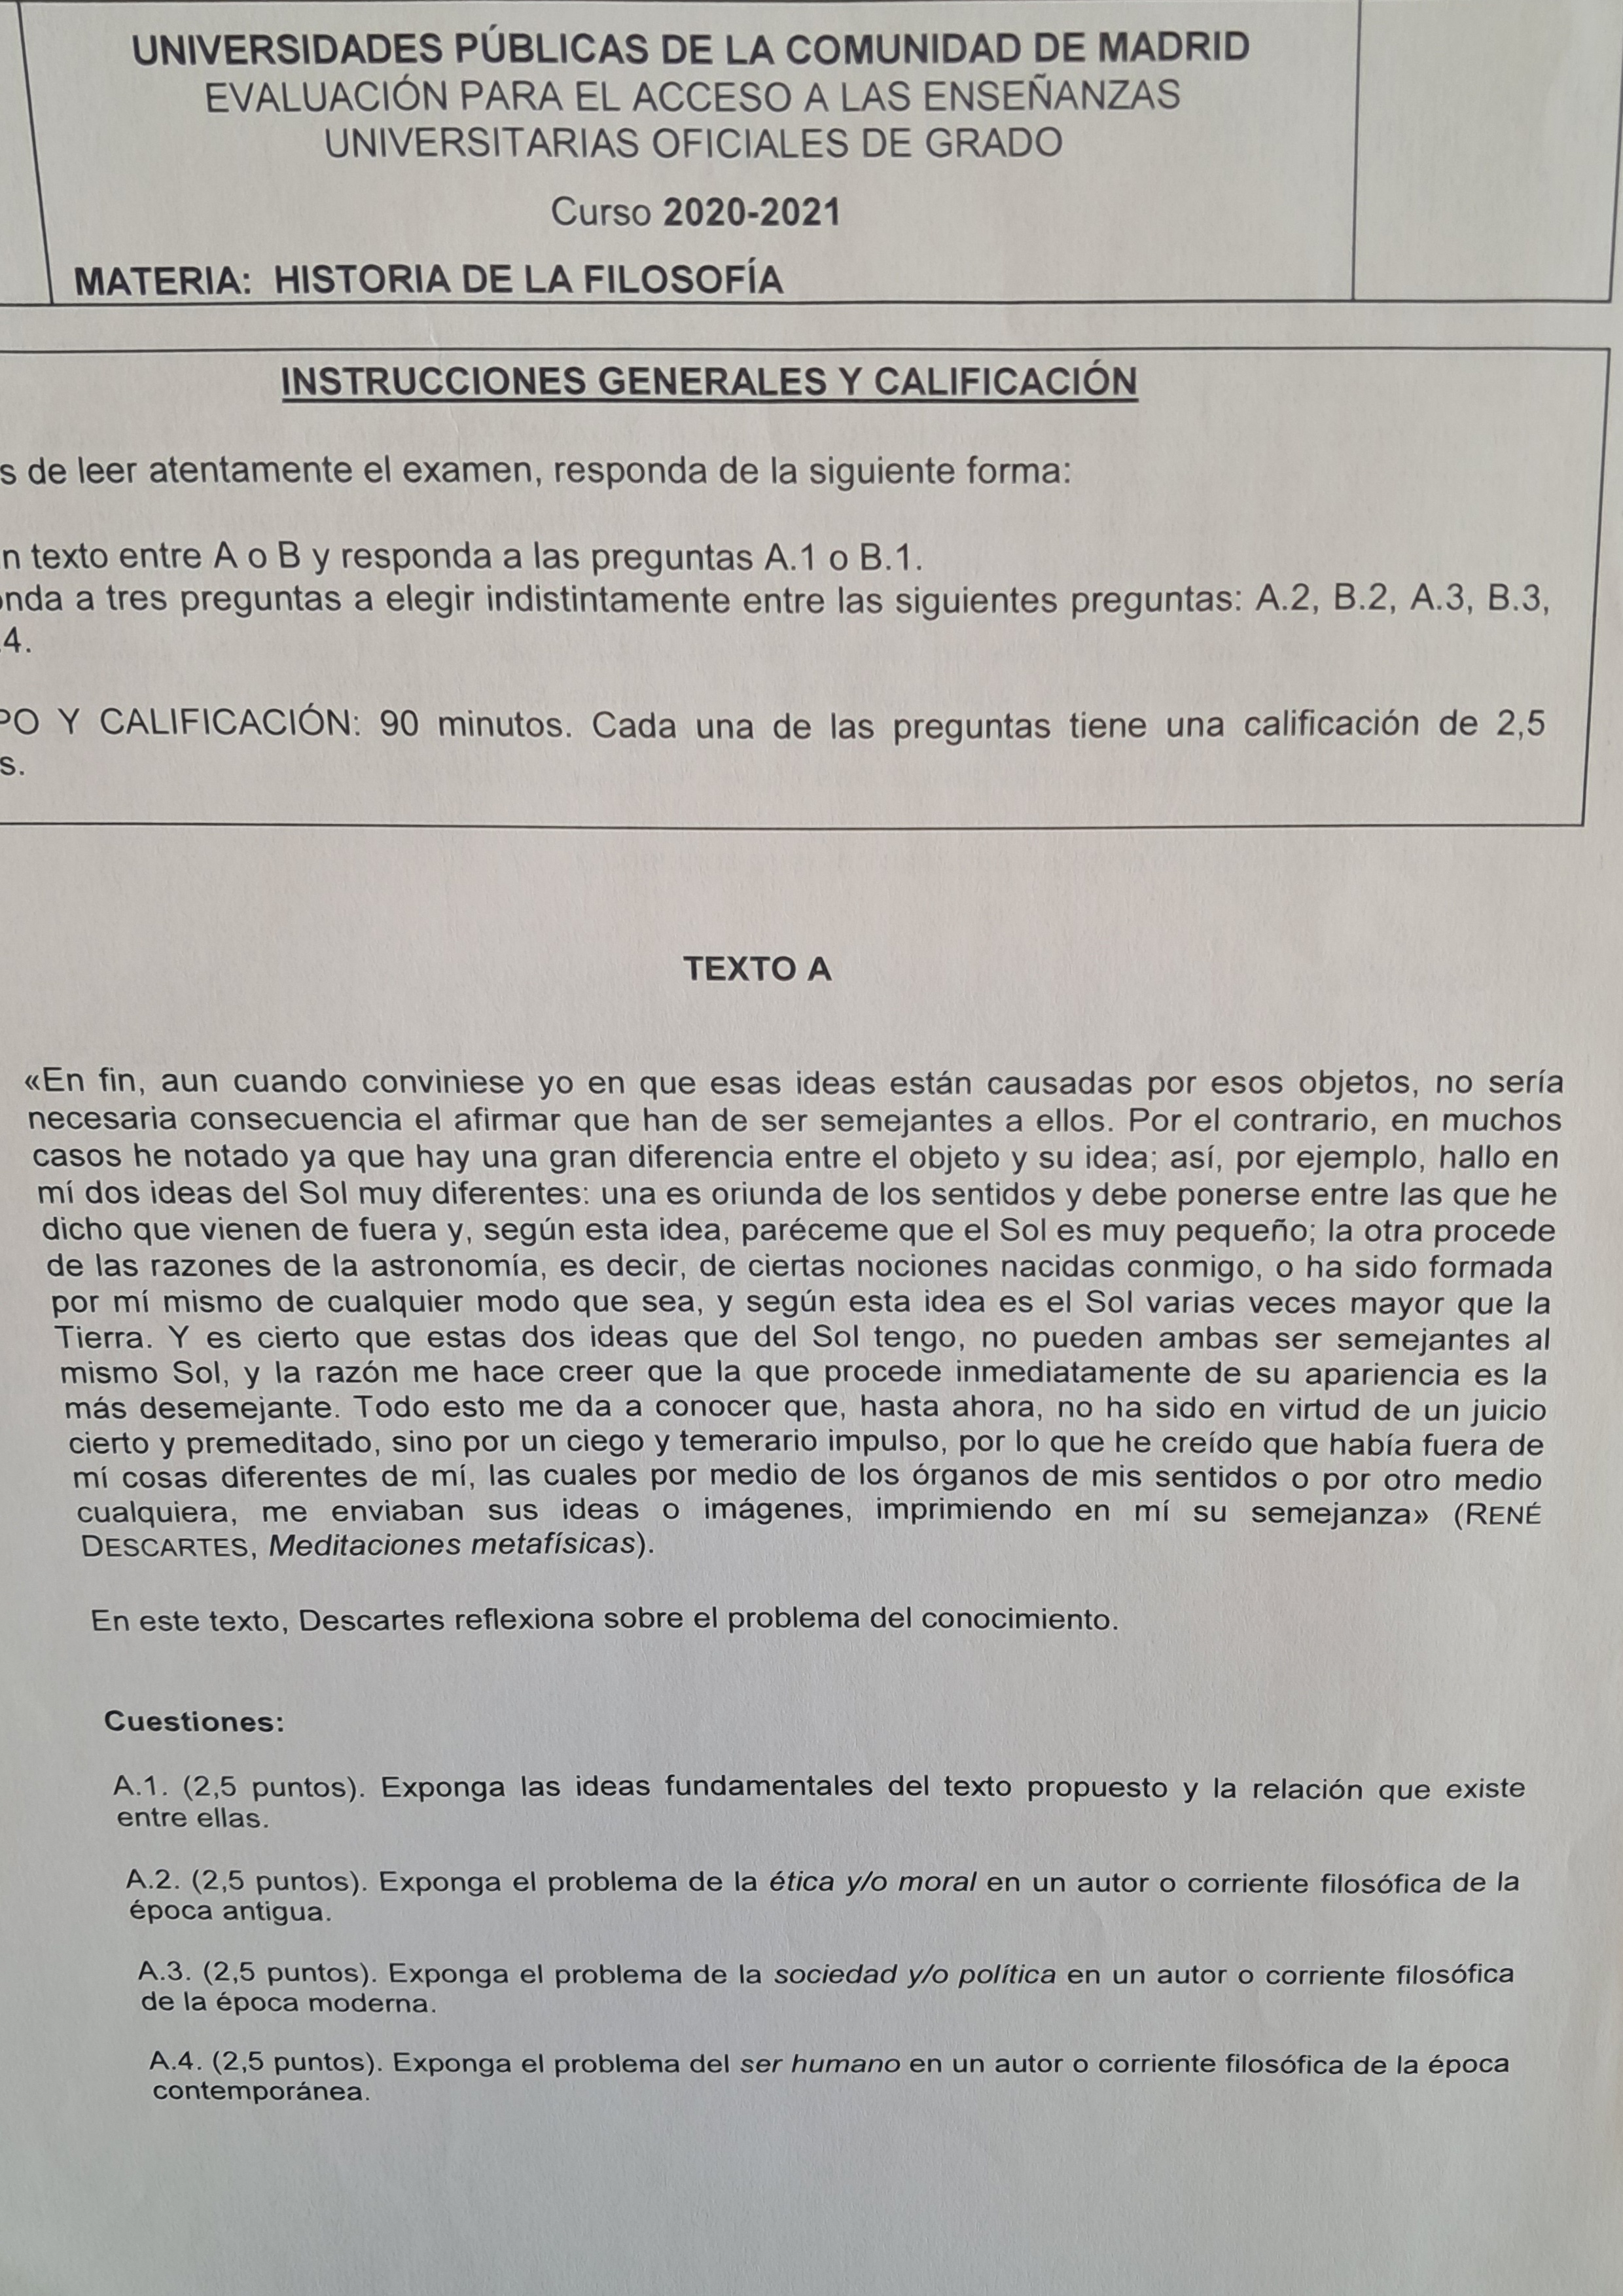 UNIVERSIDADES PÚBLICAS DE LA COMUNIDAD DE MADRID
EVALUACIÓN PARA EL ACCESO A LAS ENSEÑANZAS
UNIVERSITARIAS OFICIALES DE GRADO
Curso 2020-2021
MATERIA: HISTORIA DE LA FILOSOFÍA
INSTRUCCIONES GENERALES Y CALIFICACIÓN
s de leer atentamente el examen, responda de la siguiente forma:
n texto entre A o B y responda a las preguntas A.1 o B.1.
onda a tres preguntas a elegir indistintamente entre las siguientes preguntas: A.2, B.2, A.3, B.3,
.4.
PO Y CALIFICACIÓN: 90 minutos. Cada una de las preguntas tiene una calificación de 2,5
s.
TEXTO A
«En fin, aun cuando conviniese yo en que esas ideas están causadas por esos objetos, no sería
necesaria consecuencia el afirmar que han de ser semejantes a ellos. Por el contrario, en muchos
casos he notado ya que hay una gran diferencia entre el objeto y su idea; así, por ejemplo, hallo en
mí dos ideas del Sol muy diferentes: una es oriunda de los sentidos y debe ponerse entre las que he
dicho que vienen de fuera y, según esta idea, paréceme que el Sol es muy pequeño; la otra procede
de las razones de la astronomía, es decir, de ciertas nociones nacidas conmigo, o ha sido formada
por mí mismo de cualquier modo que sea, y según esta idea es el Sol varias veces mayor que la
Tierra. Y es cierto que estas dos ideas que del Sol tengo, no pueden ambas ser semejantes al
mismo Sol, y la razón me hace creer que la que procede inmediatamente de su apariencia es la
más desemejante. Todo esto me da a conocer que, hasta ahora, no ha sido en virtud de un juicio
cierto y premeditado, sino por un ciego y temerario impulso, por lo que he creído que había fuera de
mí cosas diferentes de mí, las cuales por medio de los órganos de mis sentidos o por otro medio
cualquiera, me enviaban sus ideas o imágenes, imprimiendo en mí su semejanza» (RENÉ
DESCARTES, Meditaciones metafísicas).
En este texto, Descartes reflexiona sobre el problema del conocimiento.
Cuestiones:
A.1. (2,5 puntos). Exponga las ideas fundamentales del texto propuesto y la relación que existe
entre ellas.
A.2. (2,5 puntos). Exponga el problema de la ética y/o moral en un autor o corriente filosófica de la
época antigua.
A.3. (2,5 puntos). Exponga el problema de la sociedad y/o política en un autor o corriente filosófica
de la época moderna.
A.4. (2,5 puntos). Exponga el problema del ser humano en un autor o corriente filosófica de la época
contemporánea.